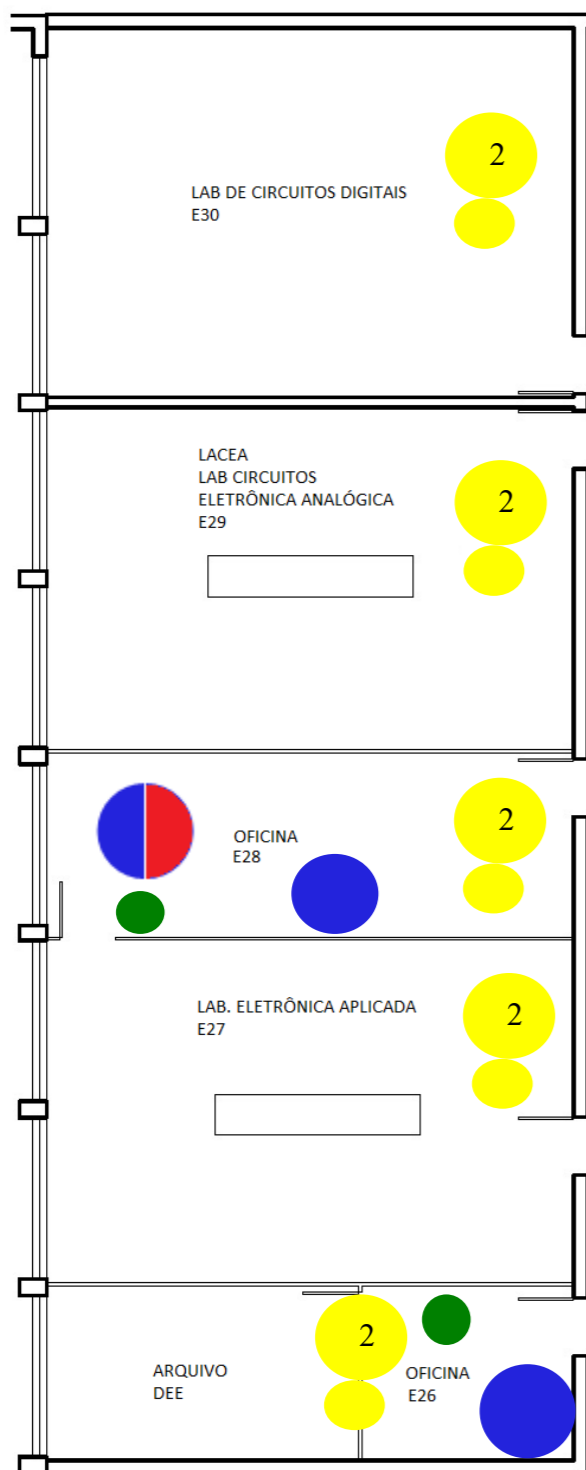 2
LAB DE CIRCUITOS DIGITAIS
E30
LACEA
LAB CIRCUITOS
ELETRÔNICA ANALÓGICA
E29
2
2
OFICINA
E28
LAB. ELETRÔNICA APLICADA
E27
2
2
ARQUIVO
DEE
OFICINA
E26